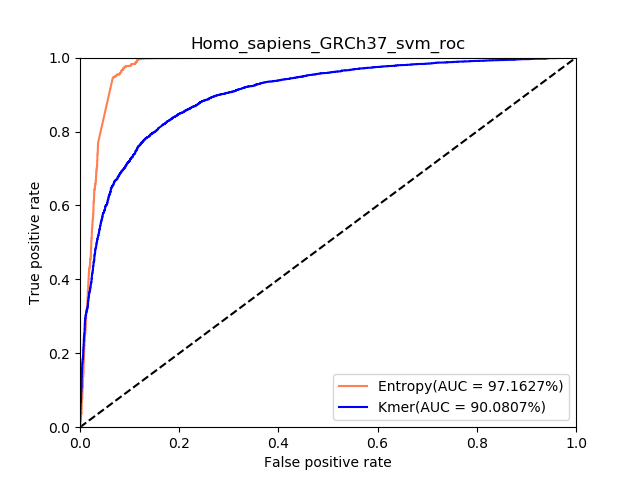 Homo_sapiens_GRCh37_svm_roc
True positive rate
1.0
0.8
0.6
0.4
0.2
0.0
0.0 0.2 0.4 0.6 0.8 1.0
False positive rate
Entropy(AUC = 97.1627%)
Kmer(AUC = 90.0807%)